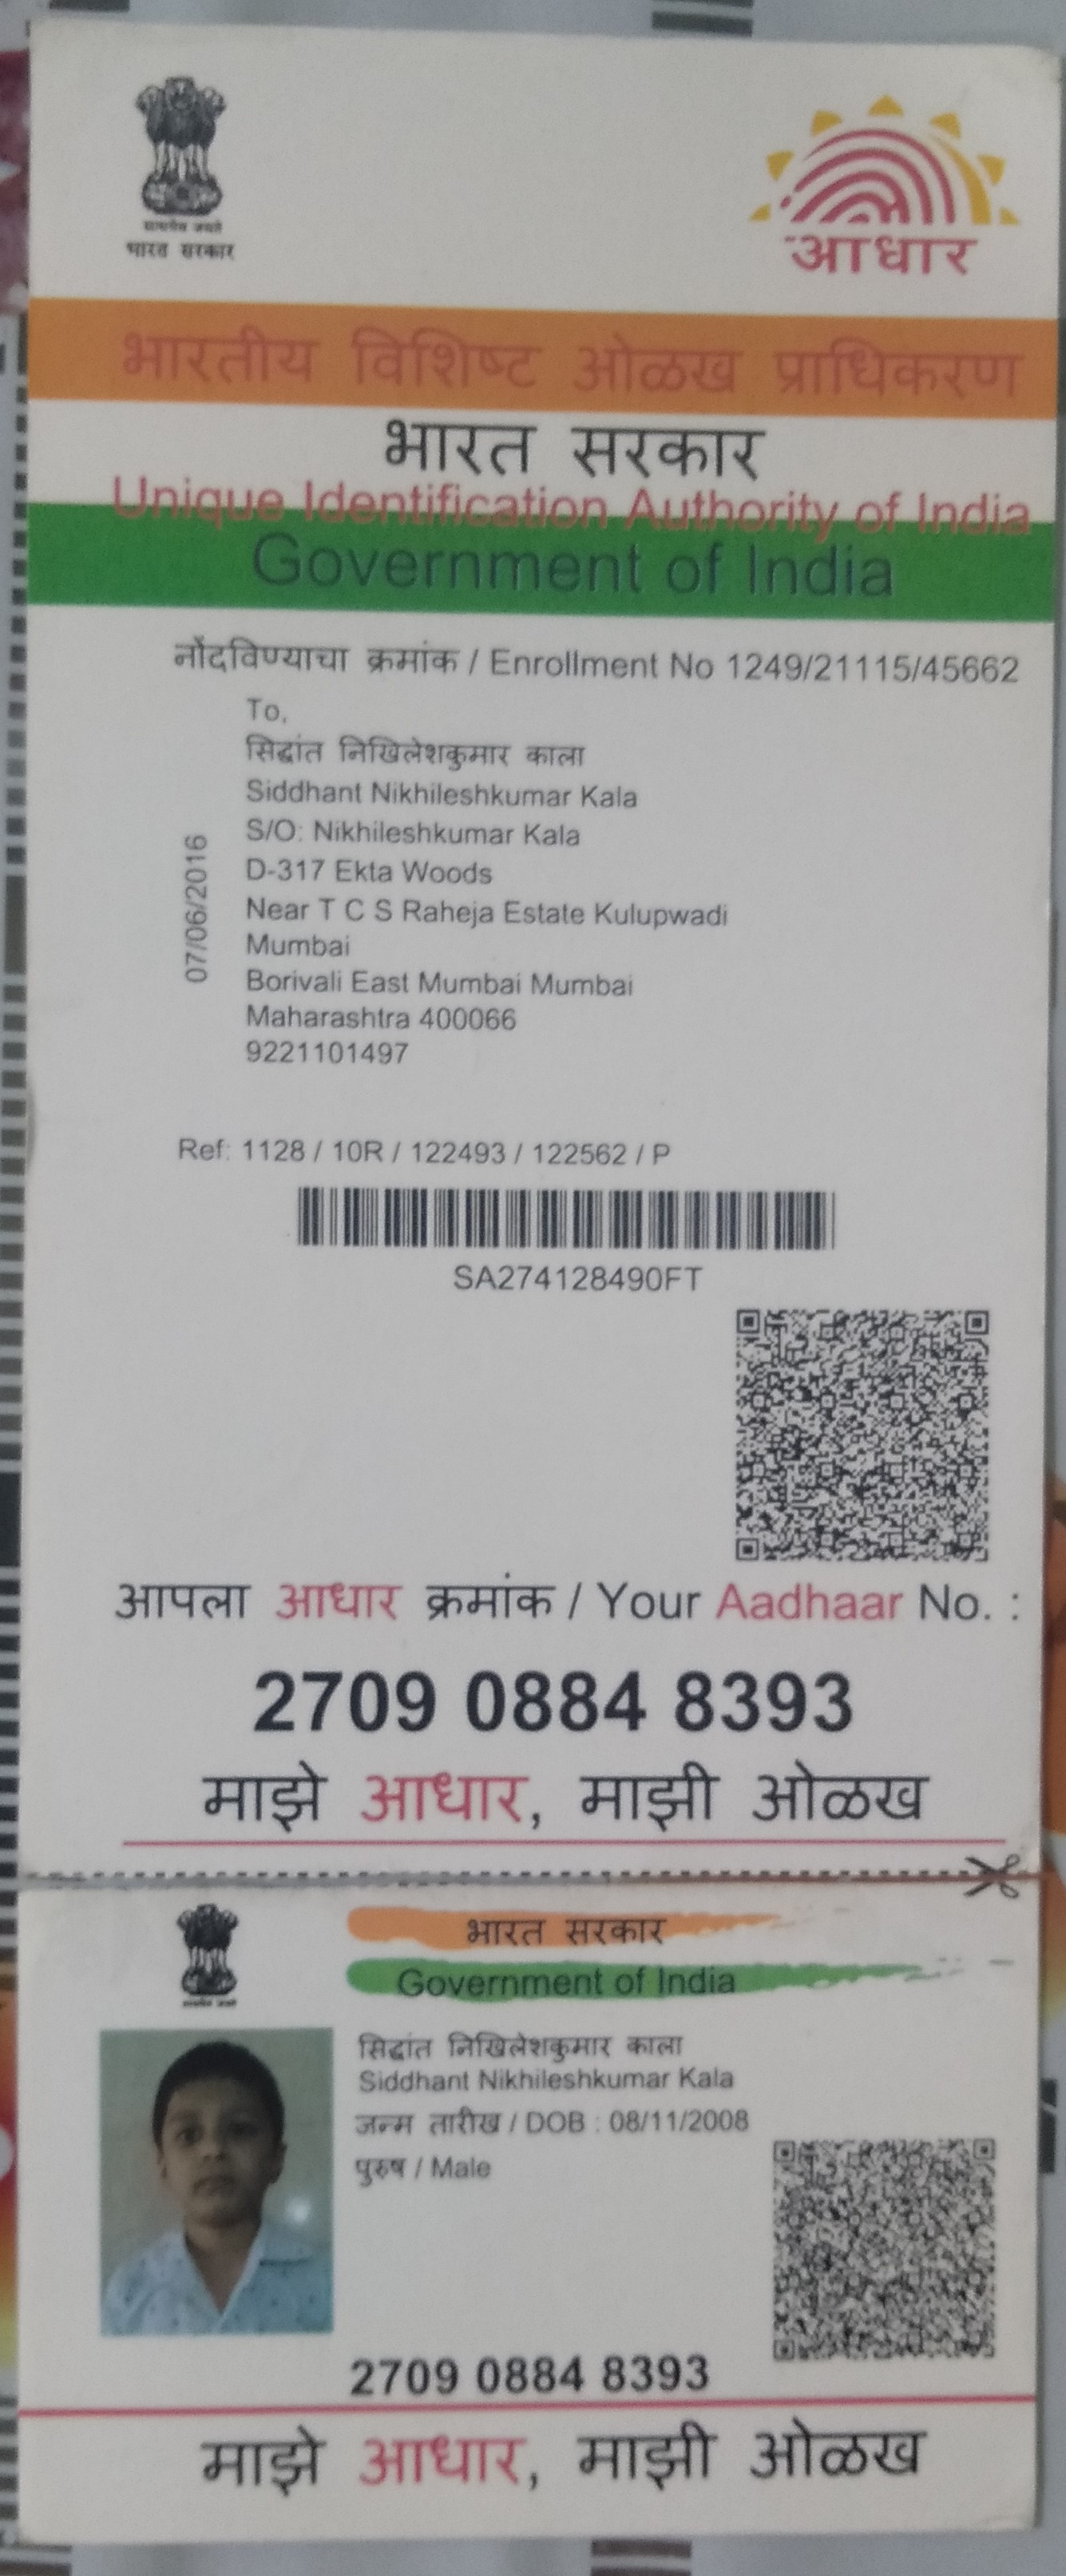 सत्यमेव जयते
भारत सरकार
आधार
भारतीय विशिष्ट ओळख प्राधिकरण
भारत सरकार
Unique Identification Authority of India
Government of India
नोंदविण्याचा क्रमांक / Enrollment No 1249/21115/45662
To,
सिद्धांत निखिलेशकुमार काला
Siddhant Nikhileshkumar Kala
S/O: Nikhileshkumar Kala
D-317 Ekta Woods
Near T C S Raheja Estate Kulupwadi
Mumbai
Borivali East Mumbai Mumbai
Maharashtra 400066
9221101497
07/06/2016
Ref: 1128 / 10R / 122493 / 122562 / P
SA274128490FT
आपला आधार क्रमांक / Your Aadhaar No. :
2709 0884 8393
माझे आधार, माझी ओळख
भारत सरकार
Government of India
सिद्धांत निखिलेशकुमार काला
Siddhant Nikhileshkumar Kala
जन्म तारीख / DOB : 08/11/2008
पुरुष / Male
2709 0884 8393
माझे आधार, माझी ओळख